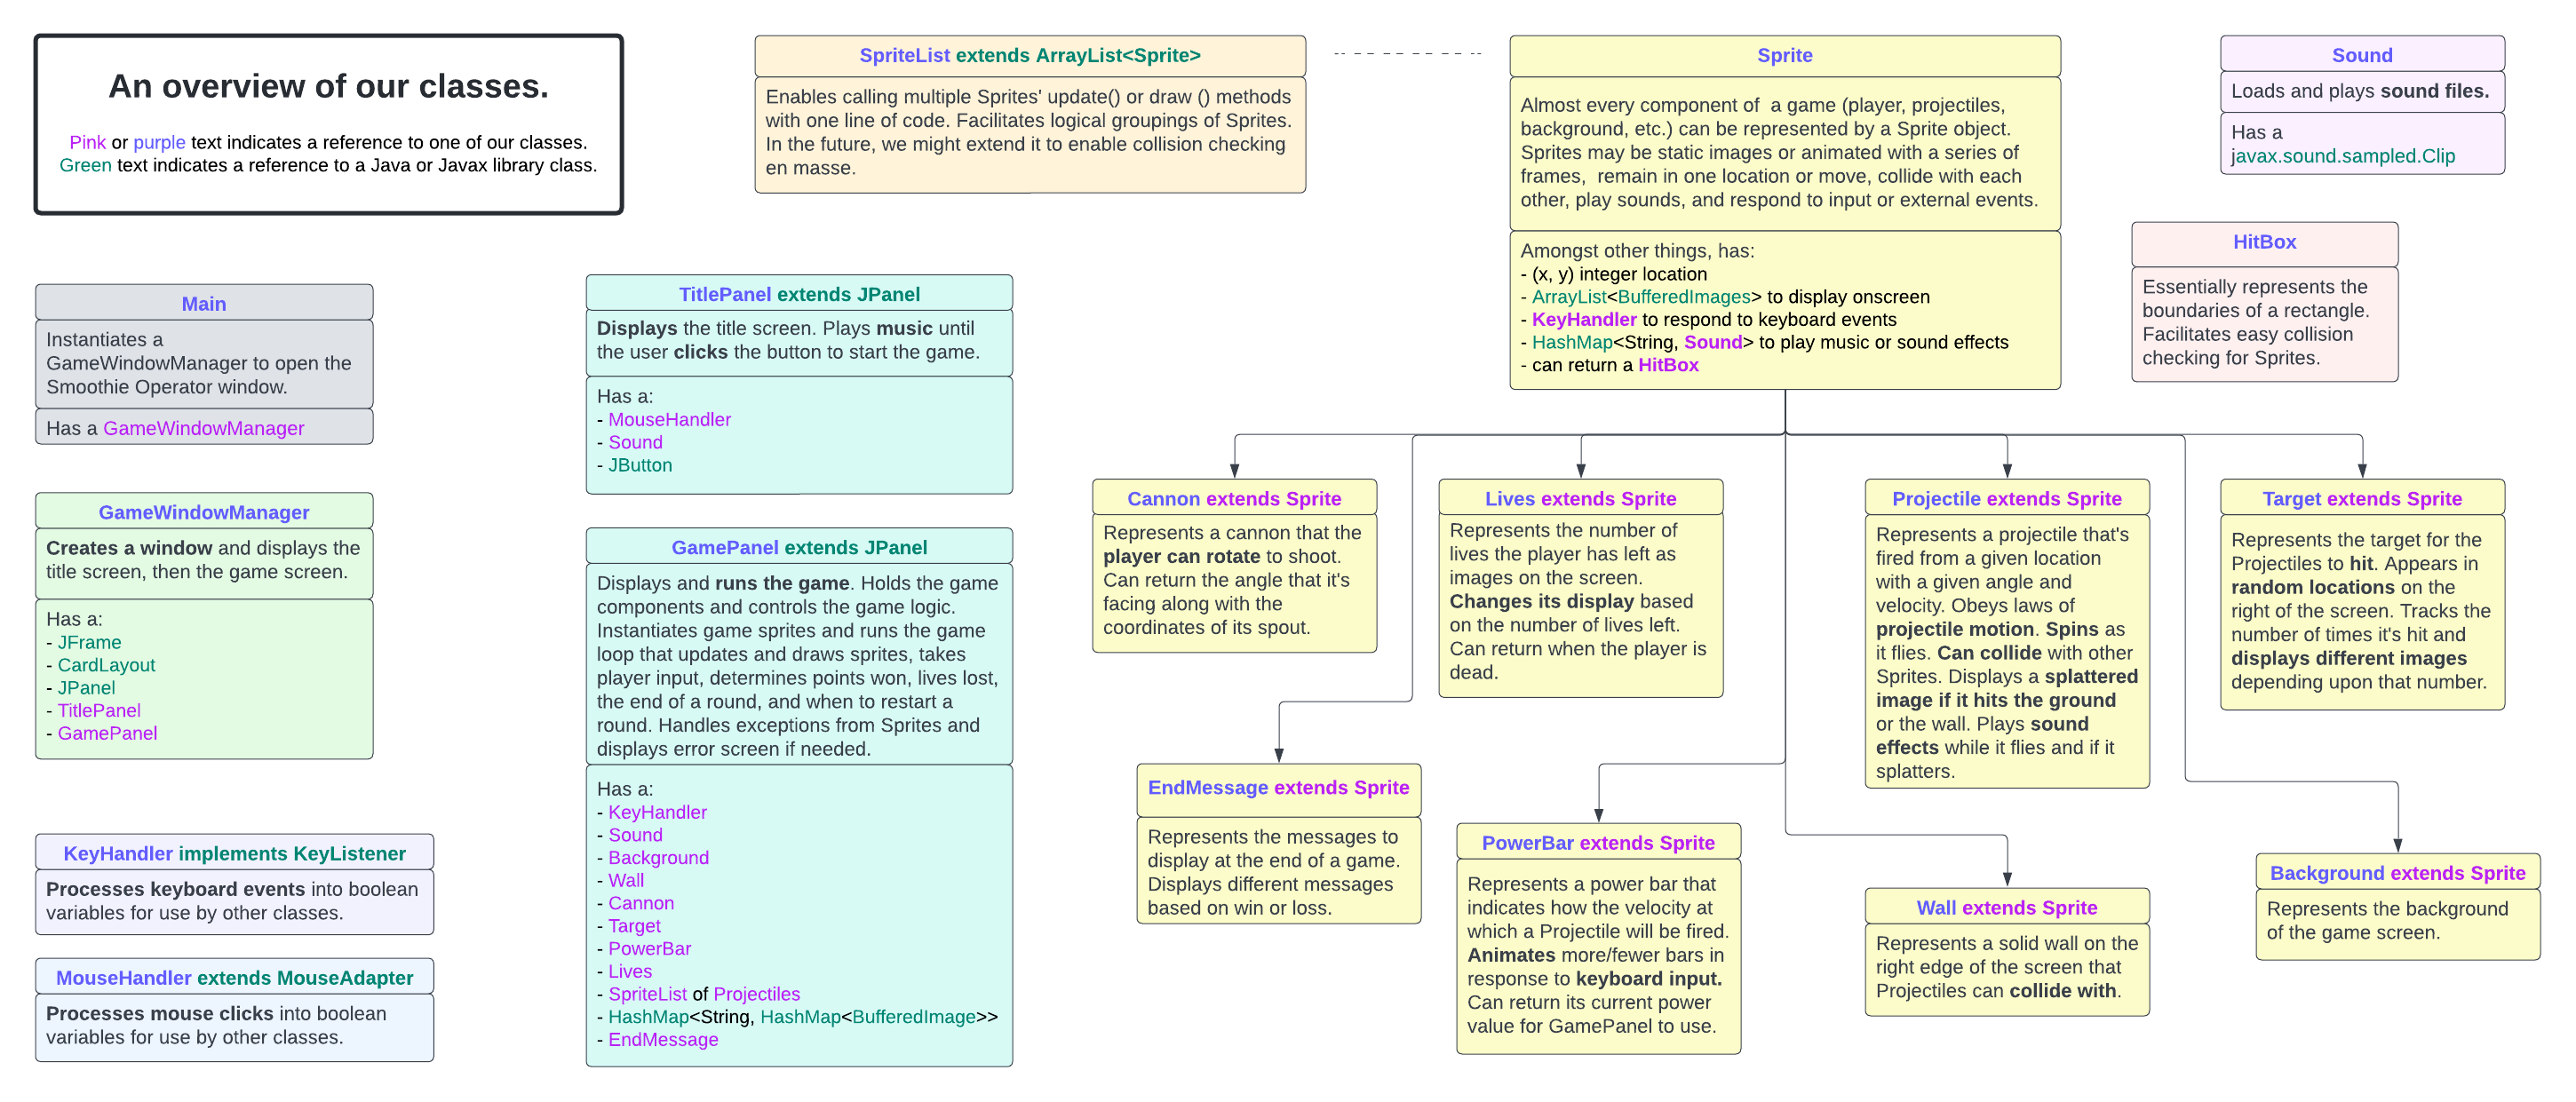 An overview of our classes.
Pink or purple text indicates a reference to one of our classes.
Green text indicates a reference to a Java or Javax library class.
SpriteList extends ArrayList<Sprite>
Enables calling multiple Sprites' update() or draw () methods
with one line of code. Facilitates logical groupings of Sprites.
In the future, we might extend it to enable collision checking
en masse.
Sprite
Almost every component of  a game (player, projectiles,
background, etc.) can be represented by a Sprite object.
Sprites may be static images or animated with a series of
frames,  remain in one location or move, collide with each
other, play sounds, and respond to input or external events.
Amongst other things, has:
- (x, y) integer location
- ArrayList<BufferedImages> to display onscreen
- KeyHandler to respond to keyboard events
- HashMap<String, Sound> to play music or sound effects
- can return a HitBox
Sound
Loads and plays sound files.
Has a
javax.sound.sampled.Clip
HitBox
Essentially represents the
boundaries of a rectangle.
Facilitates easy collision
checking for Sprites.
Main
Instantiates a
GameWindowManager to open the
Smoothie Operator window.
Has a GameWindowManager
GameWindowManager
Creates a window and displays the
title screen, then the game screen.
Has a:
- JFrame
- CardLayout
- JPanel
- TitlePanel
- GamePanel
KeyHandler implements KeyListener
Processes keyboard events into boolean
variables for use by other classes.
MouseHandler extends MouseAdapter
Processes mouse clicks into boolean
variables for use by other classes.
TitlePanel extends JPanel
Displays the title screen. Plays music until
the user clicks the button to start the game.
Has a:
- MouseHandler
- Sound
- JButton
GamePanel extends JPanel
Displays and runs the game. Holds the game
components and controls the game logic.
Instantiates game sprites and runs the game
loop that updates and draws sprites, takes
player input, determines points won, lives lost,
the end of a round, and when to restart a
round. Handles exceptions from Sprites and
displays error screen if needed.
Has a:
- KeyHandler
- Sound
- Background
- Wall
- Cannon
- Target
- PowerBar
- Lives
- SpriteList of Projectiles
- HashMap<String, HashMap<BufferedImage>>
- EndMessage
Cannon extends Sprite
Represents a cannon that the
player can rotate to shoot.
Can return the angle that it's
facing along with the
coordinates of its spout.
Lives extends Sprite
Represents the number of
lives the player has left as
images on the screen.
Changes its display based
on the number of lives left.
Can return when the player is
dead.
Projectile extends Sprite
Represents a projectile that's
fired from a given location
with a given angle and
velocity. Obeys laws of
projectile motion. Spins as
it flies. Can collide with other
Sprites. Displays a splattered
image if it hits the ground
or the wall. Plays sound
effects while it flies and if it
splatters.
Target extends Sprite
Represents the target for the
Projectiles to hit. Appears in
random locations on the
right of the screen. Tracks the
number of times it's hit and
displays different images
depending upon that number.
EndMessage extends Sprite
Represents the messages to
display at the end of a game.
Displays different messages
based on win or loss.
PowerBar extends Sprite
Represents a power bar that
indicates how the velocity at
which a Projectile will be fired.
Animates more/fewer bars in
response to keyboard input.
Can return its current power
value for GamePanel to use.
Wall extends Sprite
Represents a solid wall on the
right edge of the screen that
Projectiles can collide with.
Background extends Sprite
Represents the background
of the game screen.